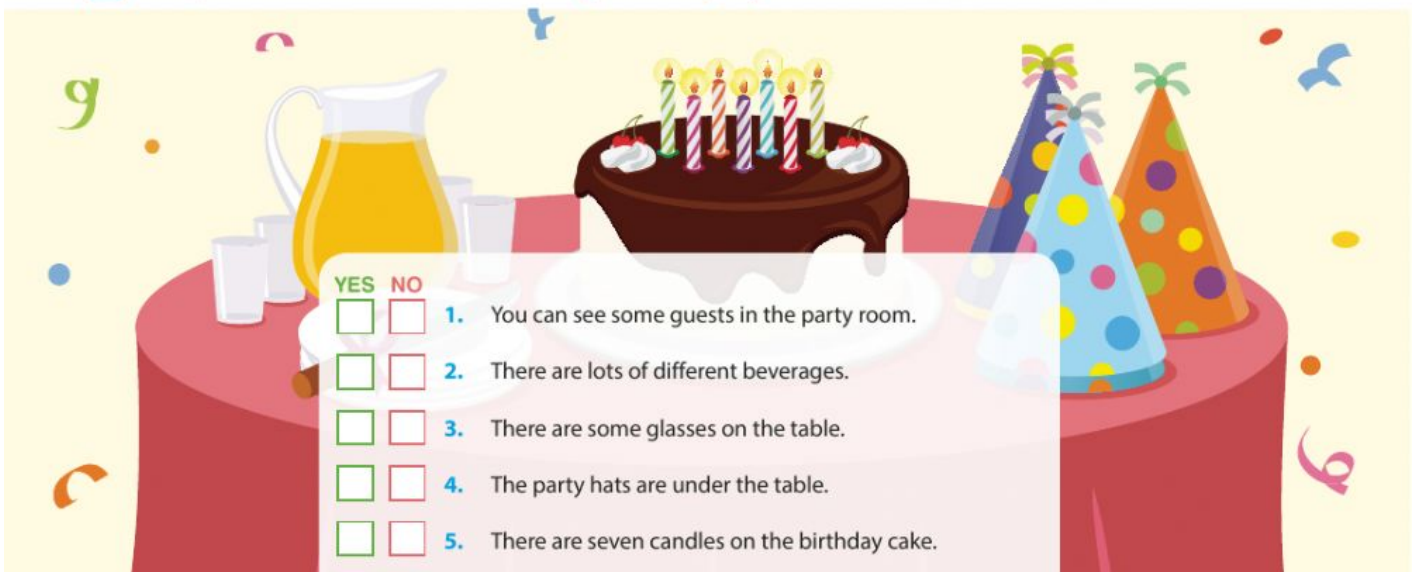 YES NO
1. You can see some guests in the party room.
2. There are lots of different beverages.
3. There are some glasses on the table.
4. The party hats are under the table.
5. There are seven candles on the birthday cake.